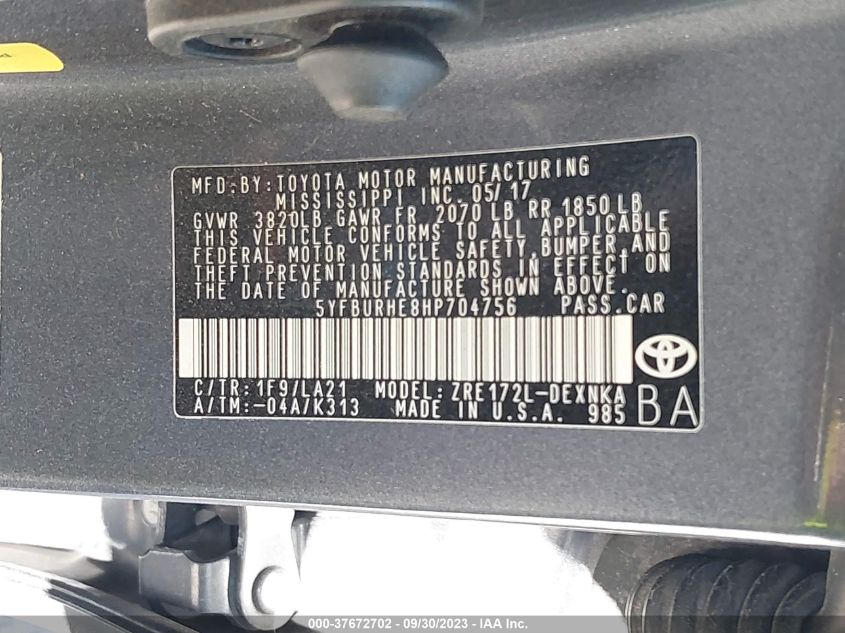 MFD.BY:TOYOTA MOTOR MANUFACTURING
MISSISSIPPI INC. 05/17
GVWR 3820LB GAWR FR 2070 LB RR 1850 LB
THIS VEHICLE CONFORMS TO ALL APPLICABLE
FEDERAL MOTOR VEHICLE SAFETY, BUMPER, AND
THEFT PREVENTION STANDARDS IN EFFECT ON
THE DATE OF MANUFACTURE SHOWN ABOVE.
5YFBURHE8HP704756 PASS.CAR
C/TR:1F9/LA21 MODEL:ZRE172L-DEXNKA
A/TM:-04A/K313 MADE IN U.S.A. 985 BA
000-37672702 - 09/30/2023 - IAA Inc.